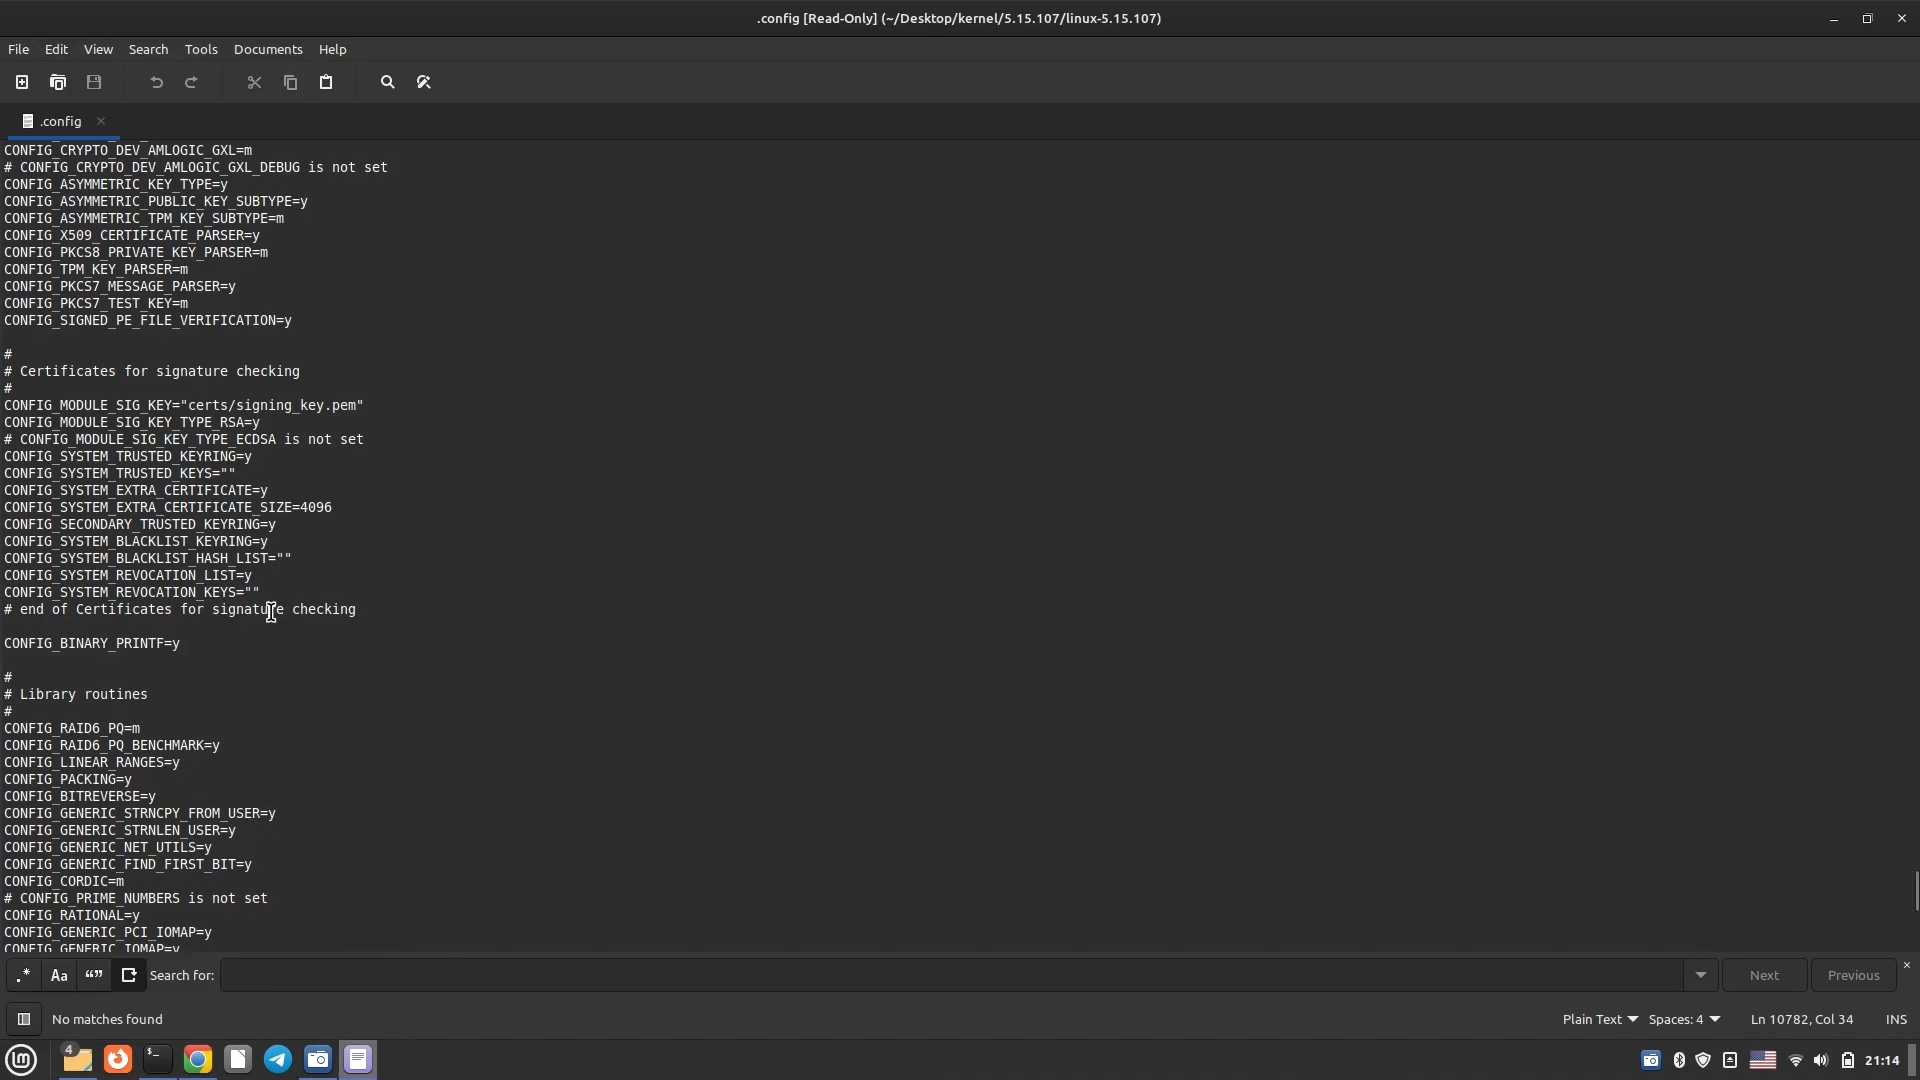 .config [Read-Only] (~/Desktop/kernel/5.15.107/linux-5.15.107)
File Edit View Search Tools Documents Help
.config
CONFIG_CRYPTO_DEV_AMLOGIC_GXL=m
# CONFIG_CRYPTO_DEV_AMLOGIC_GXL_DEBUG is not set
CONFIG_ASYMMETRIC_KEY_TYPE=y
CONFIG_ASYMMETRIC_PUBLIC_KEY_SUBTYPE=y
CONFIG_ASYMMETRIC_TPM_KEY_SUBTYPE=m
CONFIG_X509_CERTIFICATE_PARSER=y
CONFIG_PKCS8_PRIVATE_KEY_PARSER=m
CONFIG_TPM_KEY_PARSER=m
CONFIG_PKCS7_MESSAGE_PARSER=y
CONFIG_PKCS7_TEST_KEY=m
CONFIG_SIGNED_PE_FILE_VERIFICATION=y
#
# Certificates for signature checking
#
CONFIG_MODULE_SIG_KEY="certs/signing_key.pem"
CONFIG_MODULE_SIG_KEY_TYPE_RSA=y
# CONFIG_MODULE_SIG_KEY_TYPE_ECDSA is not set
CONFIG_SYSTEM_TRUSTED_KEYRING=y
CONFIG_SYSTEM_TRUSTED_KEYS=""
CONFIG_SYSTEM_EXTRA_CERTIFICATE=y
CONFIG_SYSTEM_EXTRA_CERTIFICATE_SIZE=4096
CONFIG_SECONDARY_TRUSTED_KEYRING=y
CONFIG_SYSTEM_BLACKLIST_KEYRING=y
CONFIG_SYSTEM_BLACKLIST_HASH_LIST=""
CONFIG_SYSTEM_REVOCATION_LIST=y
CONFIG_SYSTEM_REVOCATION_KEYS=""
# end of Certificates for signature checking
CONFIG_BINARY_PRINTF=y
#
# Library routines
#
CONFIG_RAID6_PQ=m
CONFIG_RAID6_PQ_BENCHMARK=y
CONFIG_LINEAR_RANGES=y
CONFIG_PACKING=y
CONFIG_BITREVERSE=y
CONFIG_GENERIC_STRNCPY_FROM_USER=y
CONFIG_GENERIC_STRNLEN_USER=y
CONFIG_GENERIC_NET_UTILS=y
CONFIG_GENERIC_FIND_FIRST_BIT=y
CONFIG_CORDIC=m
# CONFIG_PRIME_NUMBERS is not set
CONFIG_RATIONAL=y
CONFIG_GENERIC_PCI_IOMAP=y
CONFIG_GENERIC_IOMAP=y
.* Aa “” Search for: Next Previous
No matches found Plain Text Spaces: 4 Ln 10782, Col 34 INS
4 $_ lm 21:14